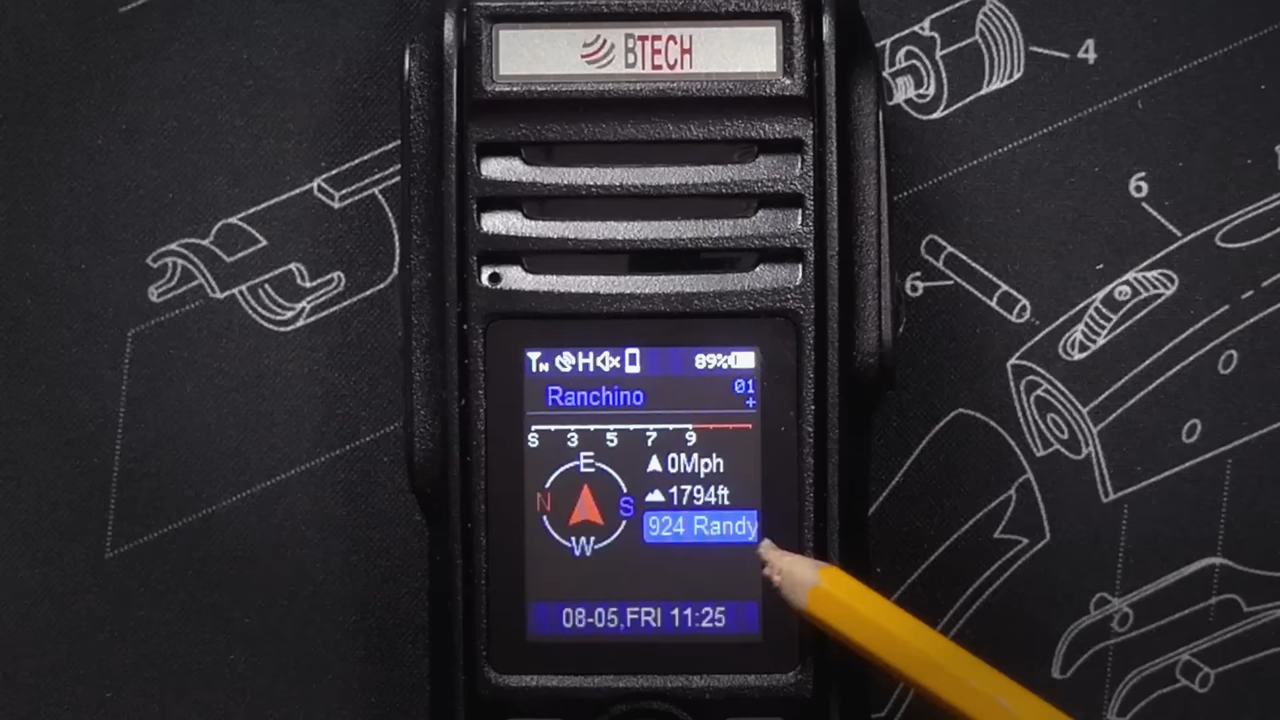 BTECH
4
6
6
N H 89%
Ranchino 01
+
S 3 5 7 9
E
0Mph
N S
1794ft
924 Randy
W
08-05,FRI 11:25